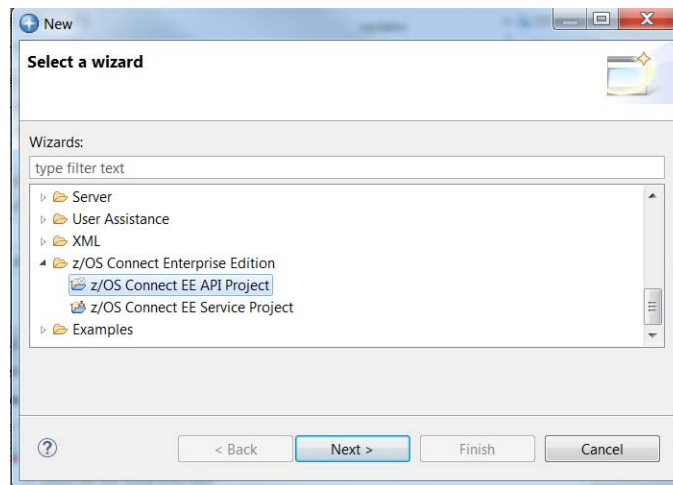 New
Select a wizard
Wizards:
type filter text
Server
User Assistance
XML
z/OS Connect Enterprise Edition
z/OS Connect EE API Project
z/OS Connect EE Service Project
Examples
?
< Back
Next >
Finish
Cancel